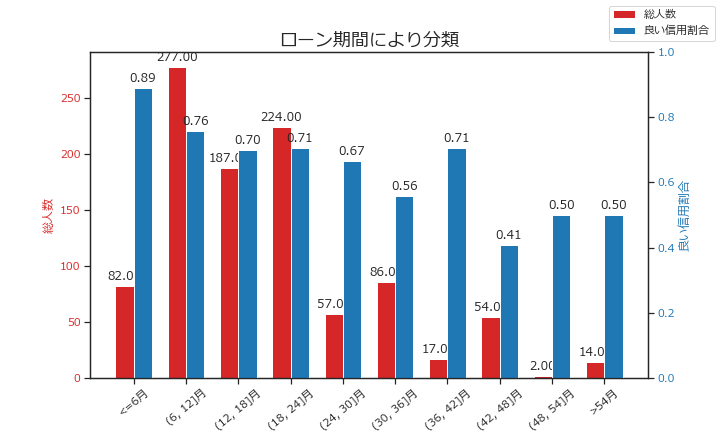 総人数
良い信用割合
ローン期間により分類
総人数
良い信用割合
250
200
150
100
50
0
1.0
0.8
0.6
0.4
0.2
0.0
82.0
0.89
277.00
0.76
187.0
0.70
224.00
0.71
57.0
0.67
86.0
0.56
17.0
0.71
54.0
0.41
2.00
0.50
14.0
0.50
<=6月
(6, 12]月
(12, 18]月
(18, 24]月
(24, 30]月
(30, 36]月
(36, 42]月
(42, 48]月
(48, 54]月
>54月